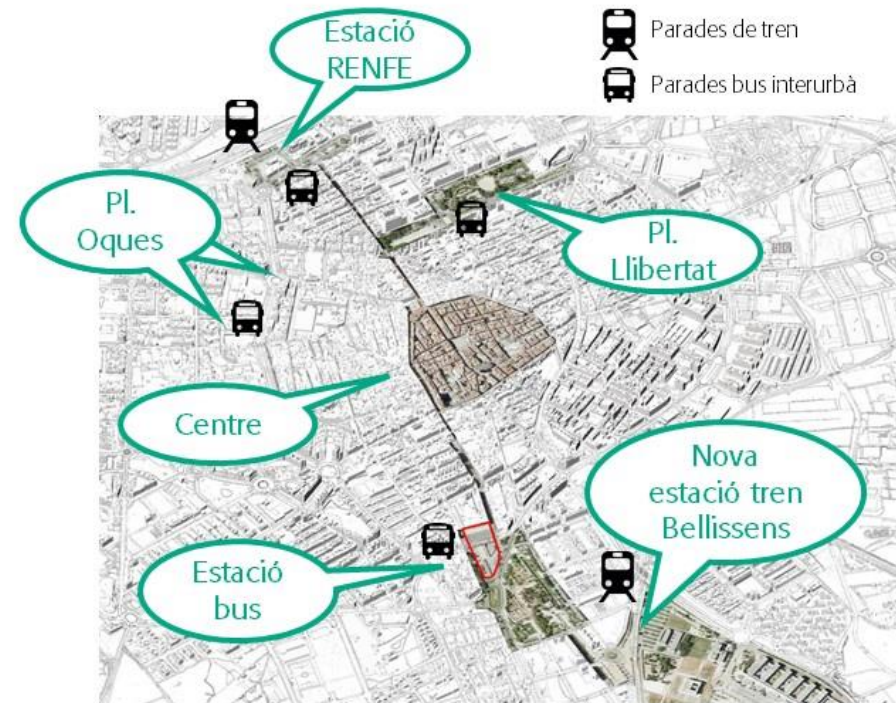 Estació
RENFE
Parades de tren
Parades bus interurbà
Pl.
Oques
Pl.
Llibertat
Centre
Nova
estació tren
Bellissens
Estació
bus